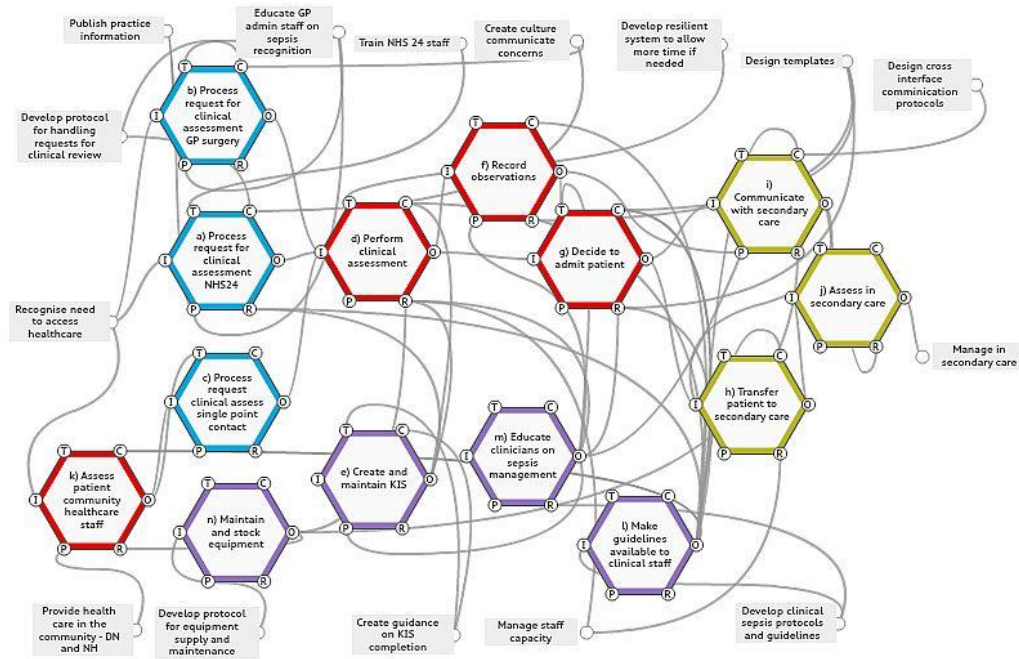 Publish practice
information
Educate GP
admin staff on
sepsis
recognition
Train NHS 24 staff
Create culture
communicate
concerns
Develop resilient
system to allow
more time if
needed
Design templates
Design cross
interface
comminication
protocols
Develop protocol
for handling
requests for
clinical review
T C
I O
P R
b) Process
request for
clinical
assessment
GP surgery
T C
I O
P R
f) Record
observations
T C
I O
P R
i)
Communicate
with secondary
care
T C
I O
P R
a) Process
request for
clinical
assessment
NHS24
T C
I O
P R
d) Perform
clinical
assessment
T C
I O
P R
g) Decide to
admit patient
T C
I O
P R
j) Assess in
secondary care
Recognise need
to access
healthcare
Manage in
secondary care
T C
I O
P R
c) Process
request
clinical assess
single point
contact
T C
I O
P R
h) Transfer
patient to
secondary care
T C
I O
P R
k) Assess
patient
community
healthcare
staff
T C
I O
P R
n) Maintain
and stock
equipment
T C
I O
P R
e) Create and
maintain KIS
T C
I O
P R
m) Educate
clinicians on
sepsis
management
T C
I O
P R
l) Make
guidelines
available to
clinical staff
Provide health
care in the
community - DN
and NH
Develop protocol
for equipment
supply and
maintenance
Create guidance
on KIS
completion
Manage staff
capacity
Develop clinical
sepsis protocols
and guidelines